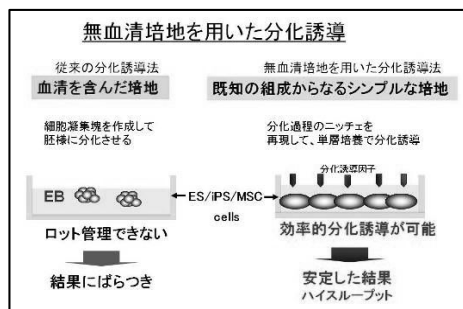 無血清培地を用いた分化誘導
従来の分化誘導法
血清を含んだ培地
細胞凝集塊を作成して
胚様に分化させる
EB
ロット管理できない
結果にばらつき
無血清培地を用いた分化誘導法
既知の組成からなるシンプルな培地
分化過程のニッチェを
再現して、単層培養で分化誘導
分化誘導因子
ES/iPS/MSC
cells
効率的分化誘導が可能
安定した結果
ハイスループット